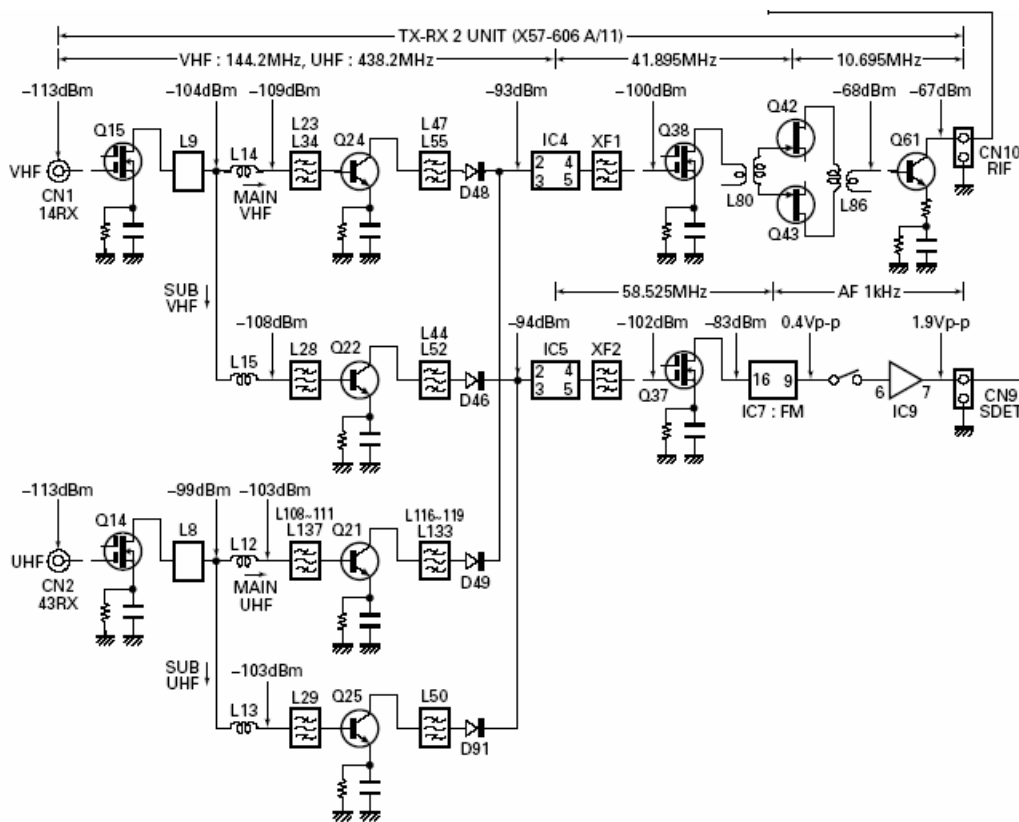 TX-RX 2 UNIT (X57-606 A/11)
VHF : 144.2MHz, UHF : 438.2MHz
41.895MHz
10.695MHz
–113dBm
–104dBm
–109dBm
–93dBm
–100dBm
–68dBm
–67dBm
Q15
L9
L14
L23
L34
Q24
L47
L55
D48
IC4
2 4
3 5
XF1
Q38
L80
Q42
Q43
L86
Q61
CN10
RIF
VHF
CN1
14RX
MAIN
VHF
SUB
VHF
58.525MHz
AF 1kHz
–108dBm
–94dBm
–102dBm
–83dBm
0.4Vp-p
1.9Vp-p
L15
L28
Q22
L44
L52
D46
IC5
2 4
3 5
XF2
Q37
16 9
IC7 : FM
6 7
IC9
CN9
SDET
–113dBm
–99dBm
–103dBm
Q14
L8
L12
L108~111
L137
Q21
L116~119
L133
D49
UHF
CN2
43RX
MAIN
UHF
SUB
UHF
–103dBm
L13
L29
Q25
L50
D91